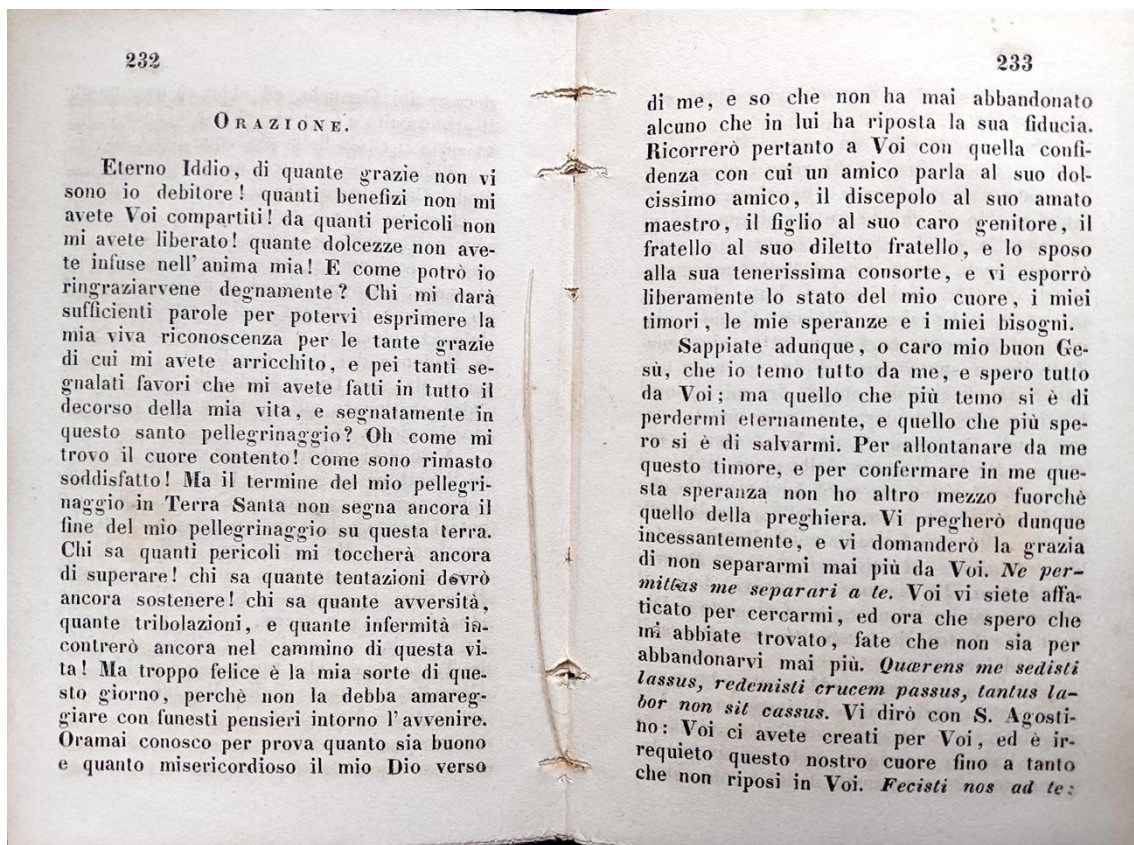 232
ORAZIONE.
Eterno Iddio, di quante grazie non vi
sono io debitore! quanti benefizi non mi
avete Voi compartiti! da quanti pericoli non
mi avete liberato! quante dolcezze non ave-
te infuse nell'anima mia! E come potrò io
ringraziarvene degnamente? Chi mi darà
sufficienti parole per potervi esprimere la
mia viva riconoscenza per le tante grazie
di cui mi avete arricchito, e pei tanti se-
gnalati favori che mi avete fatti in tutto il
decorso della mia vita, e segnatamente in
questo santo pellegrinaggio? Oh come mi
trovo il cuore contento! come sono rimasto
soddisfatto! Ma il termine del mio pellegri-
naggio in Terra Santa non segna ancora il
fine del mio pellegrinaggio su questa terra.
Chi sa quanti pericoli mi toccherà ancora
di superare! chi sa quante tentazioni dovrò
ancora sostenere! chi sa quante avversità,
quante tribolazioni, e quante infermità in-
contrerò ancora nel cammino di questa vi-
ta! Ma troppo felice è la mia sorte di que-
sto giorno, perchè non la debba amareg-
giare con funesti pensieri intorno l'avvenire.
Oramai conosco per prova quanto sia buono
e quanto misericordioso il mio Dio verso
233
di me, e so che non ha mai abbandonato
alcuno che in lui ha riposta la sua fiducia.
Ricorrerò pertanto a Voi con quella confi-
denza con cui un amico parla al suo dol-
cissimo amico, il discepolo al suo amato
maestro, il figlio al suo caro genitore, il
fratello al suo diletto fratello, e lo sposo
alla sua tenerissima consorte, e vi esporrò
liberamente lo stato del mio cuore, i miei
timori, le mie speranze e i miei bisogni.
Sappiate adunque, o caro mio buon Ge-
sù, che io temo tutto da me, e spero tutto
da Voi; ma quello che più temo si è di
perdermi eternamente, e quello che più spe-
ro si è di salvarmi. Per allontanare da me
questo timore, e per confermare in me que-
sta speranza non ho altro mezzo fuorchè
quello della preghiera. Vi pregherò dunque
incessantemente, e vi domanderò la grazia
di non separarmi mai più da Voi. Ne per-
mittas me separari a te. Voi vi siete affa-
ticato per cercarmi, ed ora che spero che
mi abbiate trovato, fate che non sia per
abbandonarvi mai più. Quærens me sedisti
lassus, redemisti crucem passus, tantus la-
bor non sit cassus. Vi dirò con S. Agosti-
no: Voi ci avete creati per Voi, ed è ir-
requieto questo nostro cuore fino a tanto
che non riposi in Voi. Fecisti nos ad te: